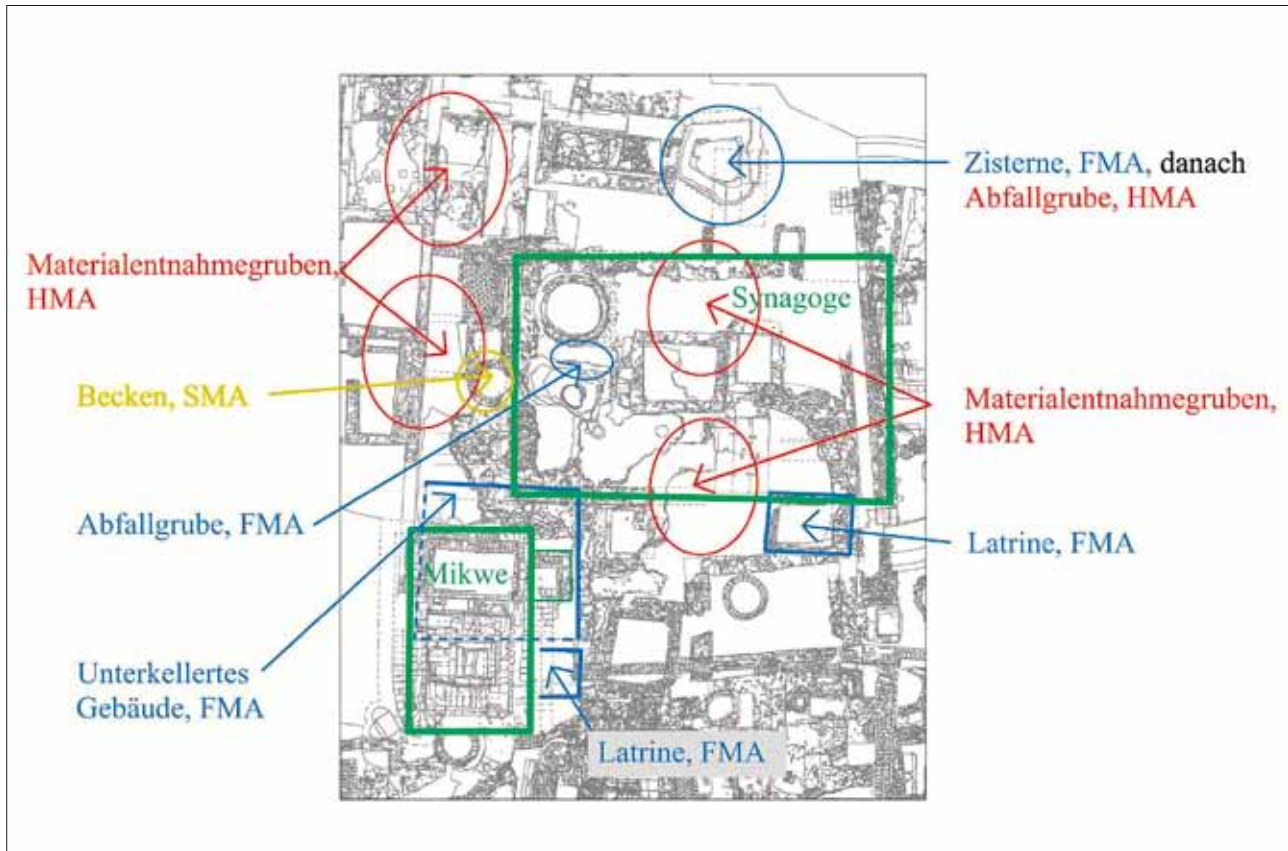 Zisterne, FMA, danach
Abfallgrube, HMA
Materialentnahmegruben,
HMA
Synagoge
Becken, SMA
Materialentnahmegruben,
HMA
Abfallgrube, FMA
Latrine, FMA
Mikwe
Unterkellertes
Gebäude, FMA
Latrine, FMA